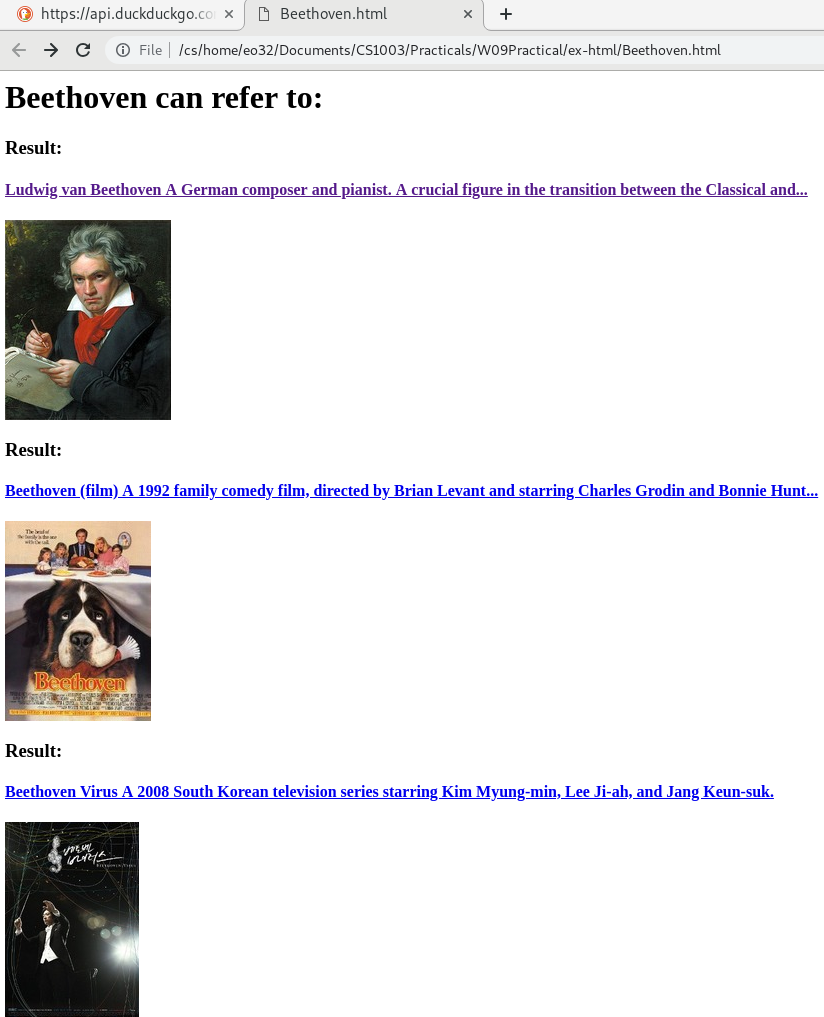 https://api.duckduckgo.co
Beethoven.html
File
/cs/home/eo32/Documents/CS1003/Practicals/W09Practical/ex-html/Beethoven.html
Beethoven can refer to:
Result:
Ludwig van Beethoven A German composer and pianist. A crucial figure in the transition between the Classical and...
Result:
Beethoven (film) A 1992 family comedy film, directed by Brian Levant and starring Charles Grodin and Bonnie Hunt...
The head of
the family is the one
with the tail.
Beethoven
Result:
Beethoven Virus A 2008 South Korean television series starring Kim Myung-min, Lee Ji-ah, and Jang Keun-suk.
베토벤
바이러스